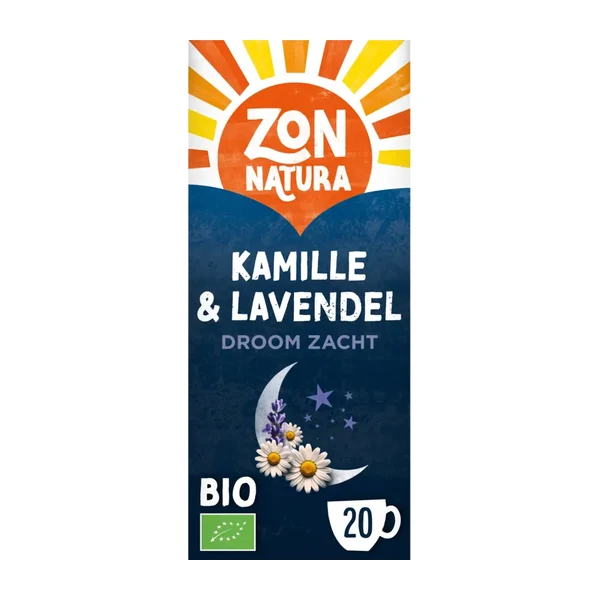 ZON
NATURA
KAMILLE
& LAVENDEL
DROOM ZACHT
BIO
20